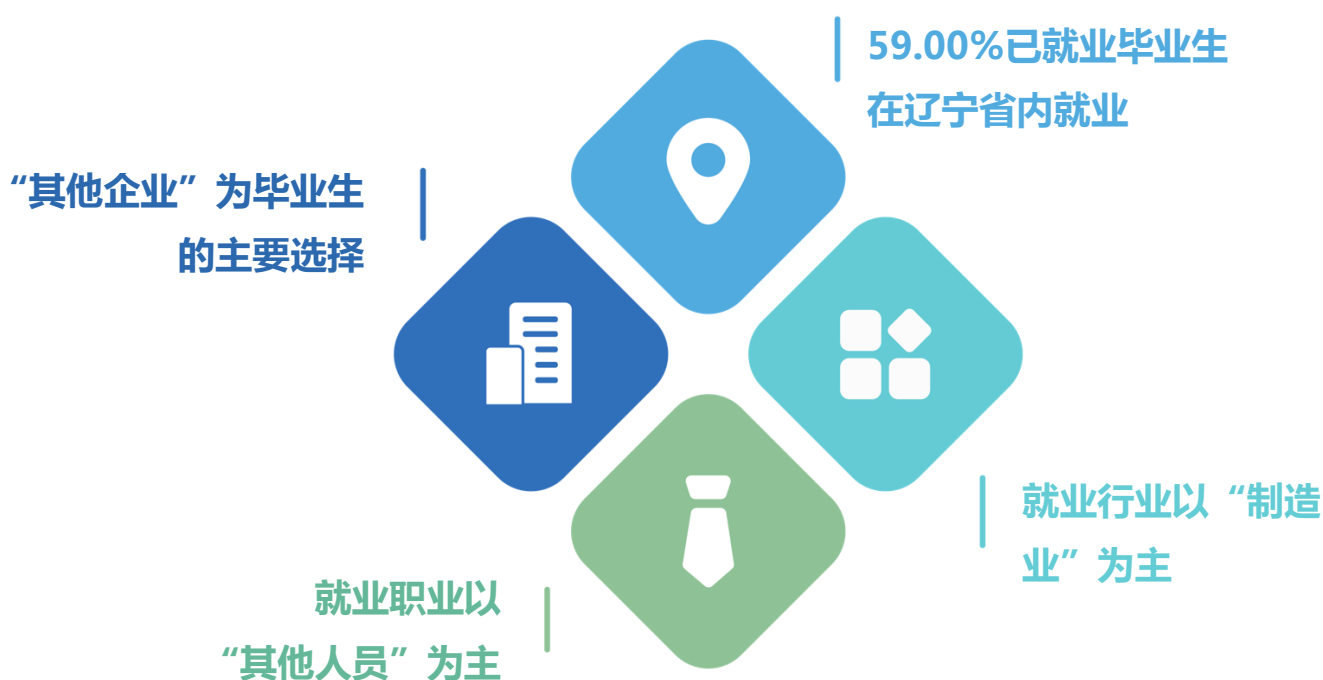 59.00%已就业毕业生
在辽宁省内就业
“其他企业”为毕业生
的主要选择
就业行业以“制造
业”为主
就业职业以
“其他人员”为主